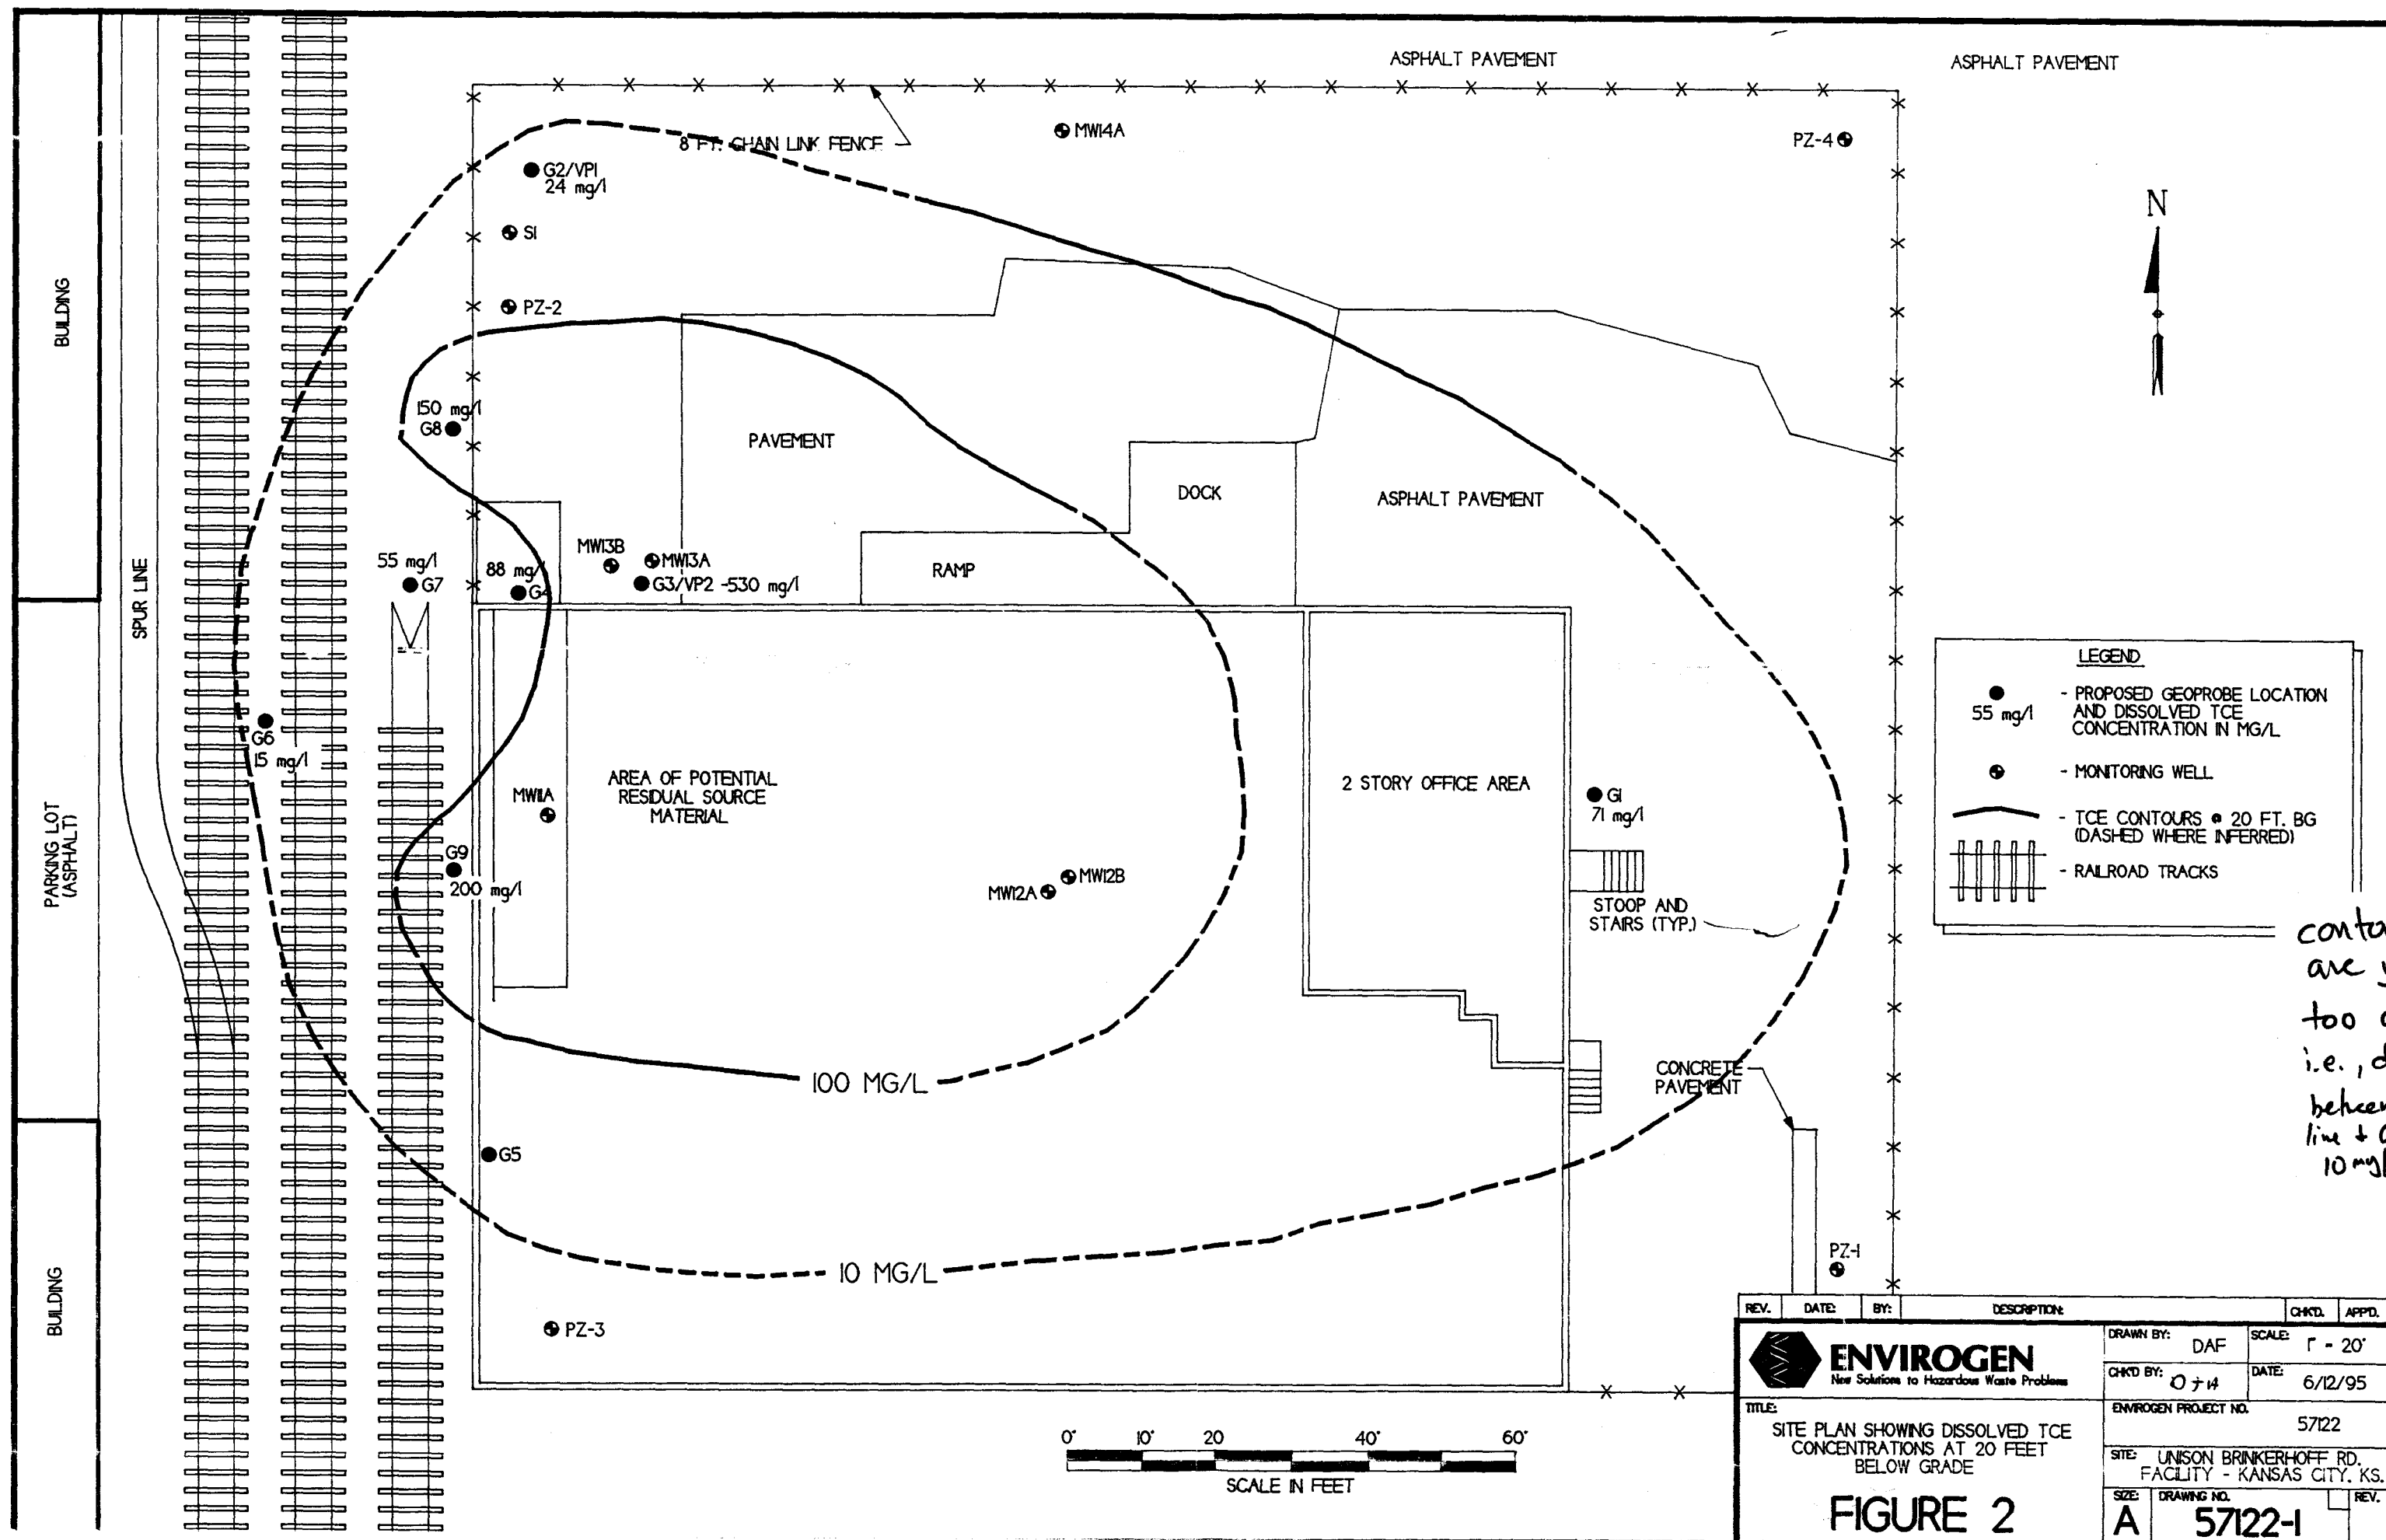 ASPHALT PAVEMENT
ASPHALT PAVEMENT
8 FT. CHAIN LINK FENCE
MW14A
PZ-4
G2/VP1
24 mg/l
S1
PZ-2
N
BUILDING
150 mg/l
G8
PAVEMENT
DOCK
ASPHALT PAVEMENT
SPUR LINE
55 mg/l
G7
88 mg/l
G4
MW13B
MW13A
G3/VP2 -530 mg/l
RAMP
G6
15 mg/l
AREA OF POTENTIAL
RESIDUAL SOURCE
MATERIAL
2 STORY OFFICE AREA
MW11A
G1
71 mg/l
PARKING LOT
(ASPHALT)
G9
200 mg/l
MW12A
MW12B
STOOP AND
STAIRS (TYP.)
LEGEND
55 mg/l
- PROPOSED GEOPROBE LOCATION
AND DISSOLVED TCE
CONCENTRATION IN MG/L
- MONITORING WELL
- TCE CONTOURS @ 20 FT. BG
(DASHED WHERE INFERRED)
- RAILROAD TRACKS
are
too
i.e.,
between
line +
10 mg/
100 MG/L
CONCRETE
PAVEMENT
G5
10 MG/L
PZ-1
BUILDING
PZ-3
0' 10' 20 40' 60'
SCALE IN FEET
REV. DATE: BY: DESCRIPTION: CHK'D. APP'D.
ENVIROGEN
New Solutions to Hazardous Waste Problems
DRAWN BY: DAF
SCALE: 1" = 20'
CHK'D BY:
DATE: 6/12/95
TITLE:
SITE PLAN SHOWING DISSOLVED TCE
CONCENTRATIONS AT 20 FEET
BELOW GRADE
FIGURE 2
ENVIROGEN PROJECT NO.
57122
SITE: UNISON BRINKERHOFF RD.
FACILITY - KANSAS CITY, KS.
SIZE: A
DRAWING NO. 57122-1
REV.